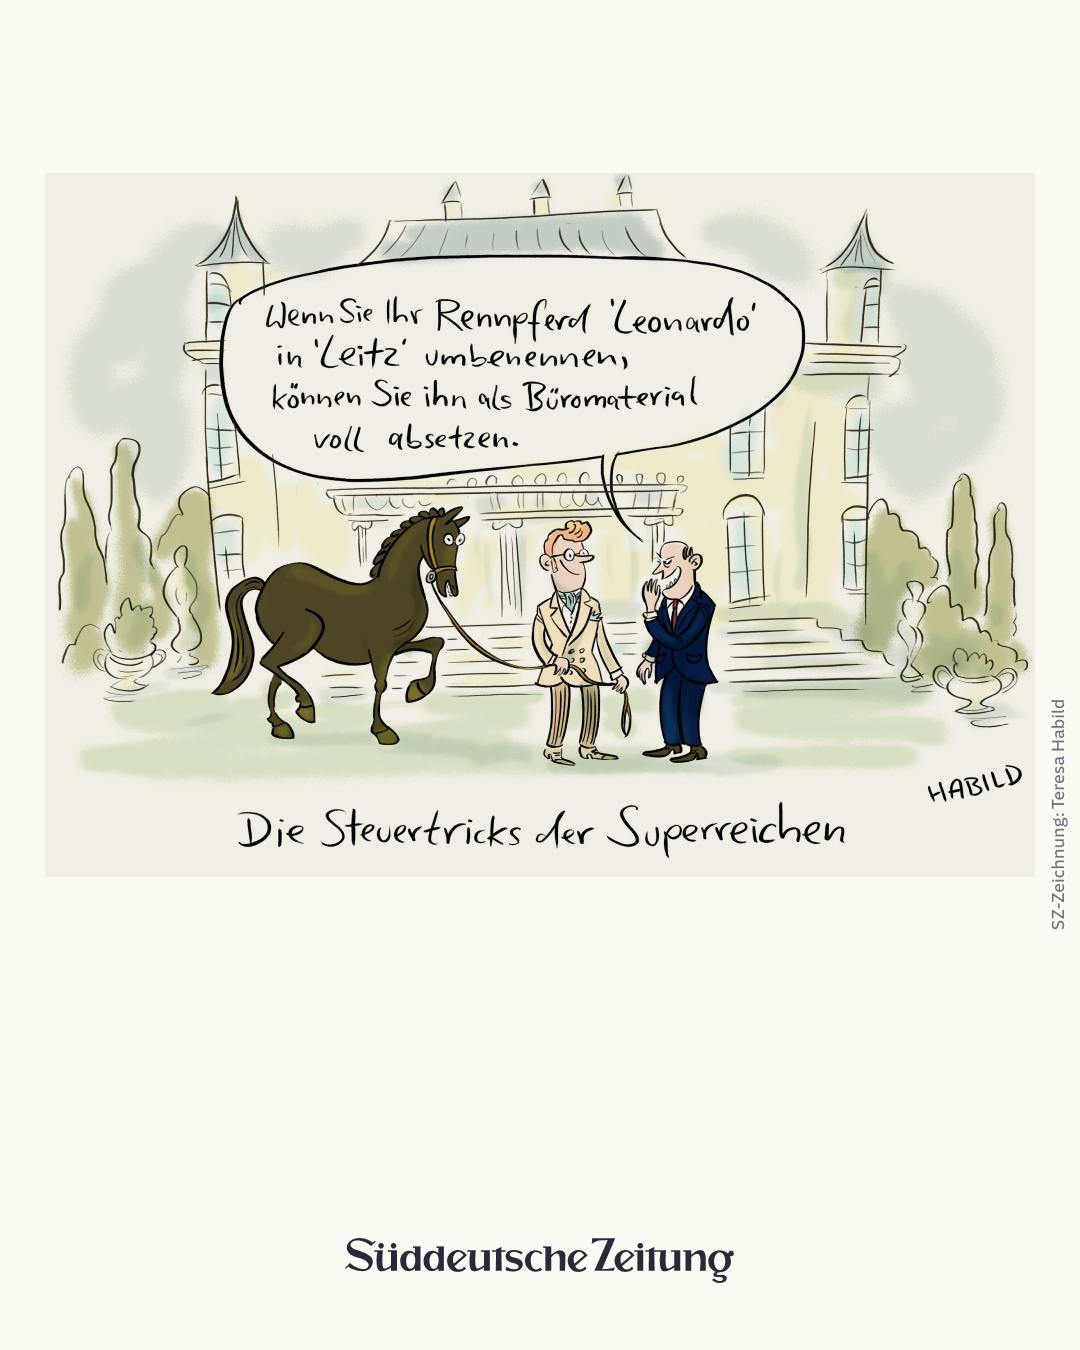 Wenn Sie Ihr Rennpferd 'Leonardo'
in 'Leitz' umbenennen,
können Sie ihn als Büromaterial
voll absetzen.
HABILD
Die Steuertricks der Superreichen
SZ-Zeichnung: Teresa Habild
Süddeutsche Zeitung